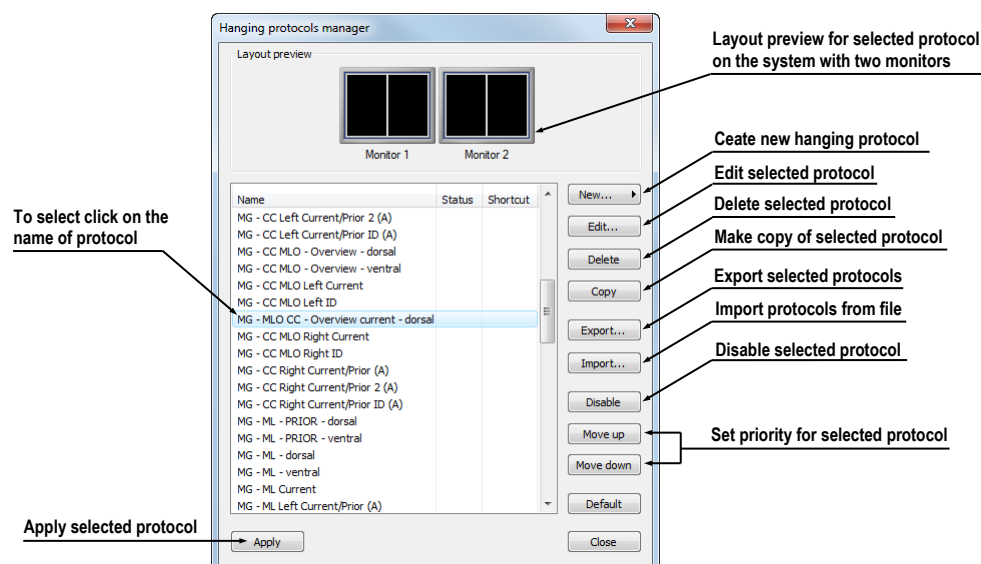 Hanging protocols manager
Layout preview
Monitor 1
Monitor 2
Layout preview for selected protocol
on the system with two monitors
Name Status Shortcut
MG - CC Left Current/Prior 2 (A)
MG - CC Left Current/Prior ID (A)
MG - CC MLO - Overview - dorsal
MG - CC MLO - Overview - ventral
MG - CC MLO Left Current
MG - CC MLO Left ID
MG - MLO CC - Overview current - dorsal
MG - CC MLO Right Current
MG - CC MLO Right ID
MG - CC Right Current/Prior (A)
MG - CC Right Current/Prior 2 (A)
MG - CC Right Current/Prior ID (A)
MG - ML - PRIOR - dorsal
MG - ML - PRIOR - ventral
MG - ML - dorsal
MG - ML - ventral
MG - ML Current
MG - ML Left Current/Prior (A)
To select click on the
name of protocol
New...
Edit...
Delete
Copy
Export...
Import...
Disable
Move up
Move down
Default
Close
Ceate new hanging protocol
Edit selected protocol
Delete selected protocol
Make copy of selected protocol
Export selected protocols
Import protocols from file
Disable selected protocol
Set priority for selected protocol
Apply selected protocol
Apply